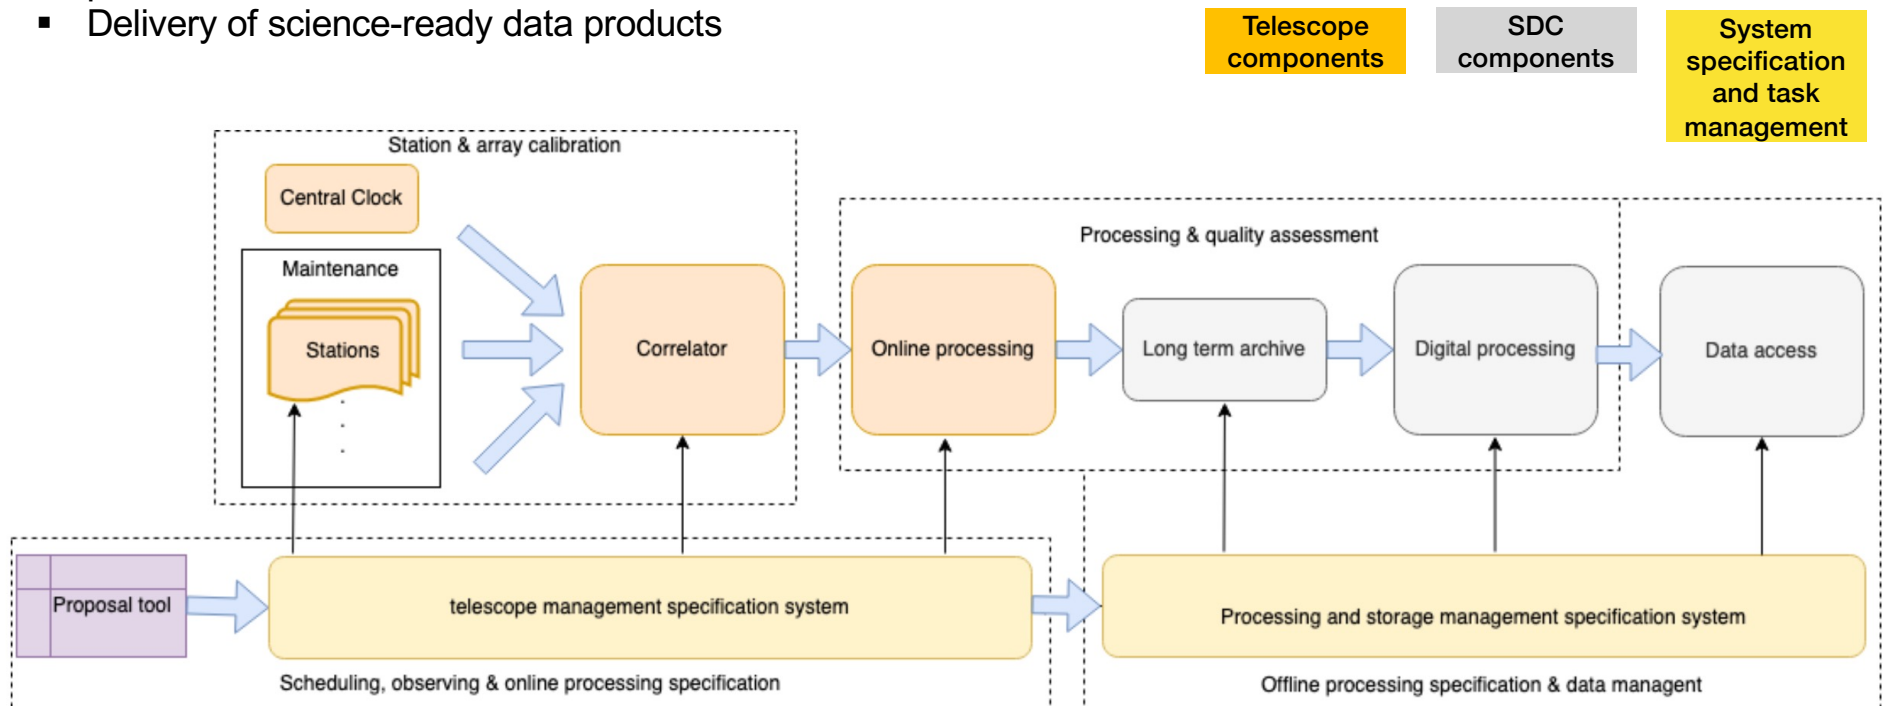 ▪ Delivery of science-ready data products
Telescope
components
SDC
components
System
specification
and task
management
Station & array calibration
Central Clock
Maintenance
Stations
Correlator
Processing & quality assessment
Online processing
Long term archive
Digital processing
Data access
Proposal tool
telescope management specification system
Processing and storage management specification system
Scheduling, observing & online processing specification
Offline processing specification & data managent